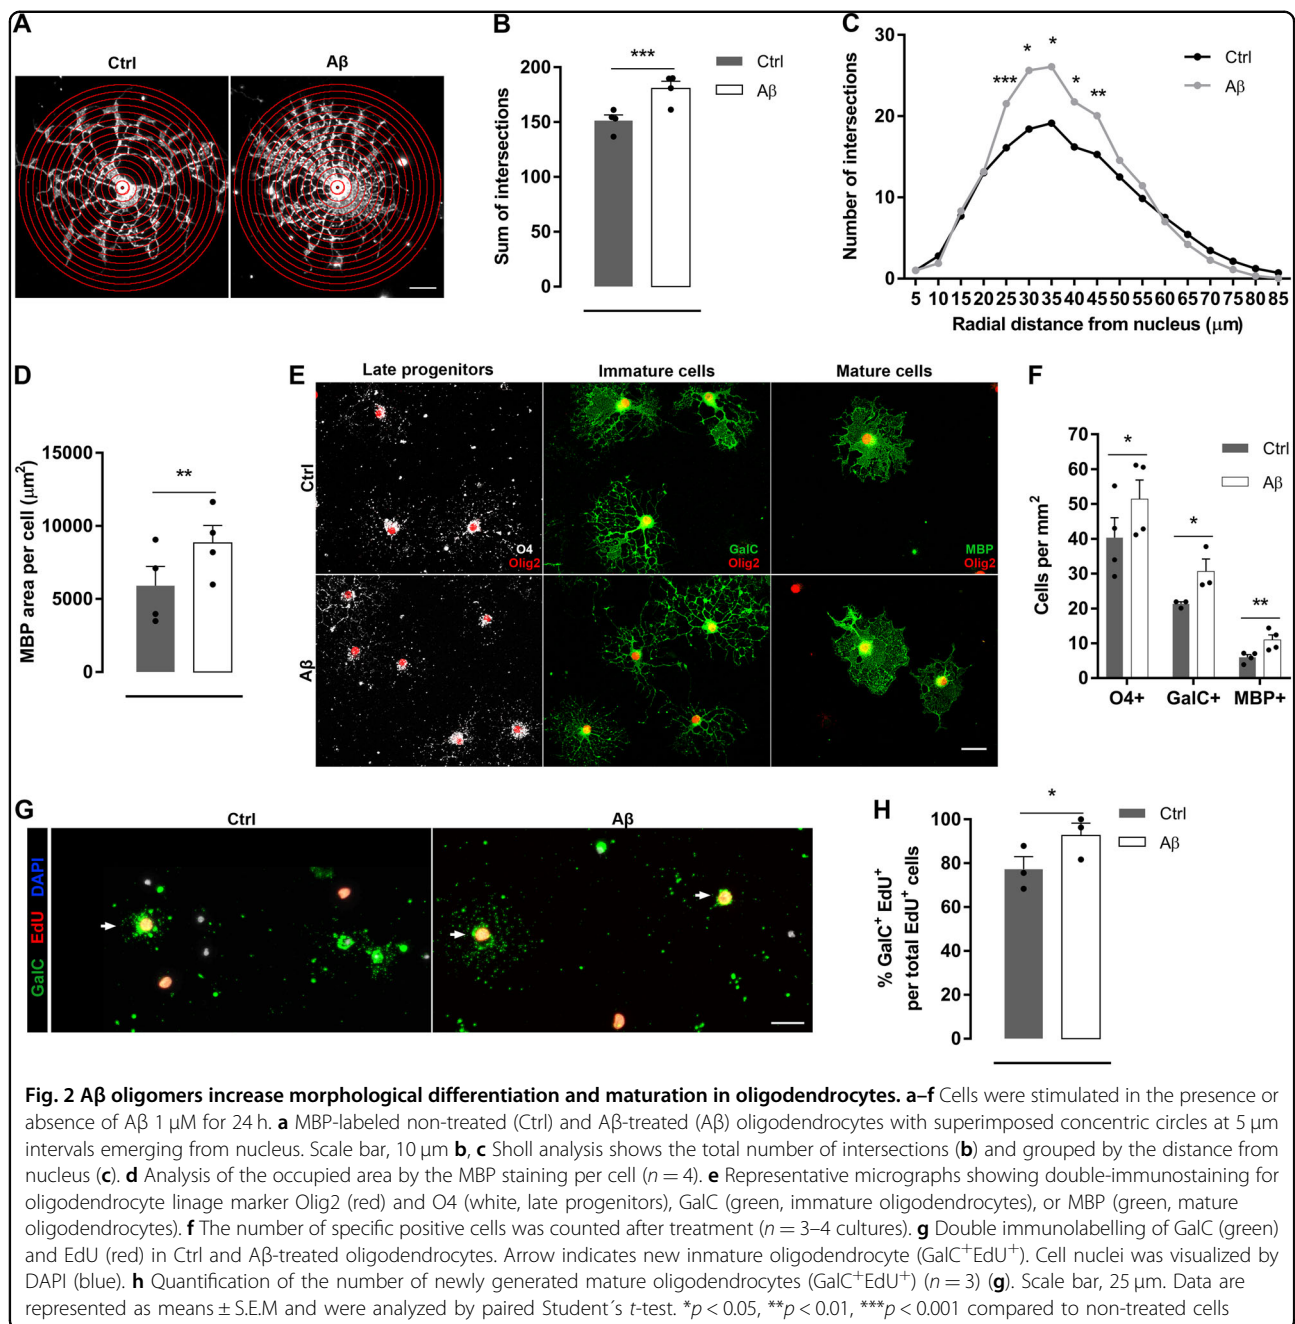 A
Ctrl
Aβ
B
***
200
150
100
50
0
Sum of intersections
Ctrl
Aβ
C
30
20
10
0
Number of intersections
***
*
*
*
**
Ctrl
Aβ
5 10 15 20 25 30 35 40 45 50 55 60 65 70 75 80 85
Radial distance from nucleus (μm)
D
15000
10000
5000
0
MBP area per cell (μm²)
**
E
Late progenitors
Immature cells
Mature cells
Ctrl
O4
Olig2
GalC
Olig2
MBP
Olig2
Aβ
F
70
60
50
40
30
20
10
0
Cells per mm²
*
*
**
Ctrl
Aβ
O4+ GalC+ MBP+
G
Ctrl
Aβ
GalC EdU DAPI
H
100
80
60
40
20
0
% GalC⁺ EdU⁺
per total EdU⁺ cells
*
Ctrl
Aβ
Fig. 2 Aβ oligomers increase morphological differentiation and maturation in oligodendrocytes. a–f Cells were stimulated in the presence or
absence of Aβ 1 μM for 24 h. a MBP-labeled non-treated (Ctrl) and Aβ-treated (Aβ) oligodendrocytes with superimposed concentric circles at 5 μm
intervals emerging from nucleus. Scale bar, 10 μm b, c Sholl analysis shows the total number of intersections (b) and grouped by the distance from
nucleus (c). d Analysis of the occupied area by the MBP staining per cell (n = 4). e Representative micrographs showing double-immunostaining for
oligodendrocyte linage marker Olig2 (red) and O4 (white, late progenitors), GalC (green, immature oligodendrocytes), or MBP (green, mature
oligodendrocytes). f The number of specific positive cells was counted after treatment (n = 3–4 cultures). g Double immunolabelling of GalC (green)
and EdU (red) in Ctrl and Aβ-treated oligodendrocytes. Arrow indicates new inmature oligodendrocyte (GalC⁺EdU⁺). Cell nuclei was visualized by
DAPI (blue). h Quantification of the number of newly generated mature oligodendrocytes (GalC⁺EdU⁺) (n = 3) (g). Scale bar, 25 μm. Data are
represented as means ± S.E.M and were analyzed by paired Student´s t-test. *p < 0.05, **p < 0.01, ***p < 0.001 compared to non-treated cells